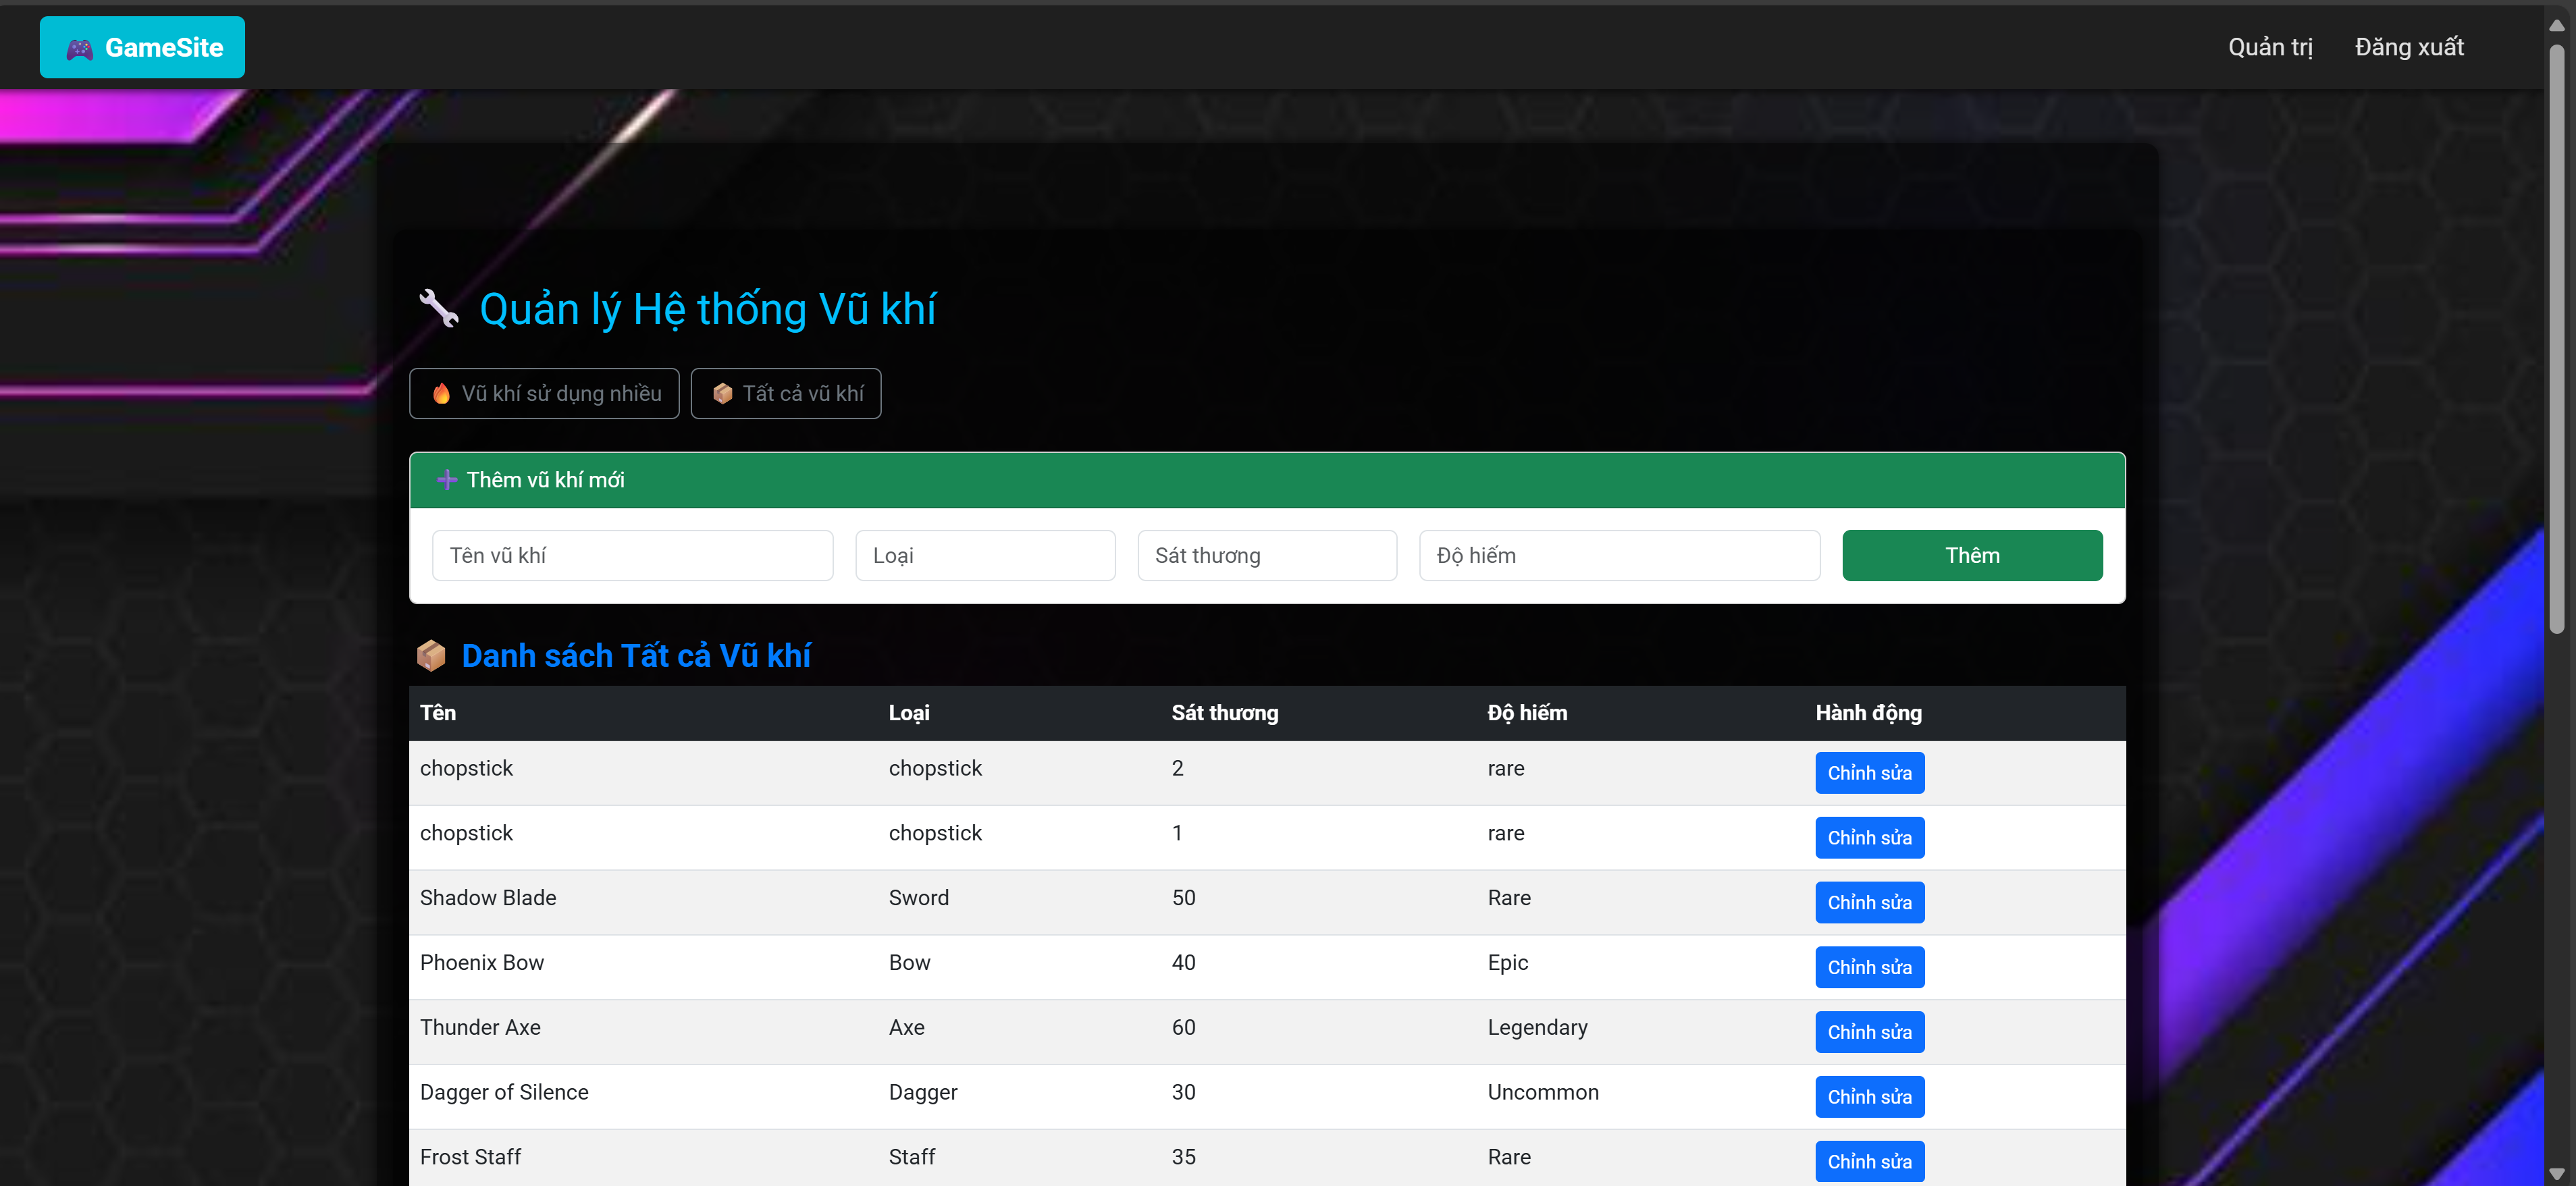 GameSite Quản trị Đăng xuất
Quản lý Hệ thống Vũ khí
Vũ khí sử dụng nhiều Tất cả vũ khí
Thêm vũ khí mới
Tên vũ khí Loại Sát thương Độ hiếm Thêm
Danh sách Tất cả Vũ khí
Tên Loại Sát thương Độ hiếm Hành động
chopstick chopstick 2 rare Chỉnh sửa
chopstick chopstick 1 rare Chỉnh sửa
Shadow Blade Sword 50 Rare Chỉnh sửa
Phoenix Bow Bow 40 Epic Chỉnh sửa
Thunder Axe Axe 60 Legendary Chỉnh sửa
Dagger of Silence Dagger 30 Uncommon Chỉnh sửa
Frost Staff Staff 35 Rare Chỉnh sửa